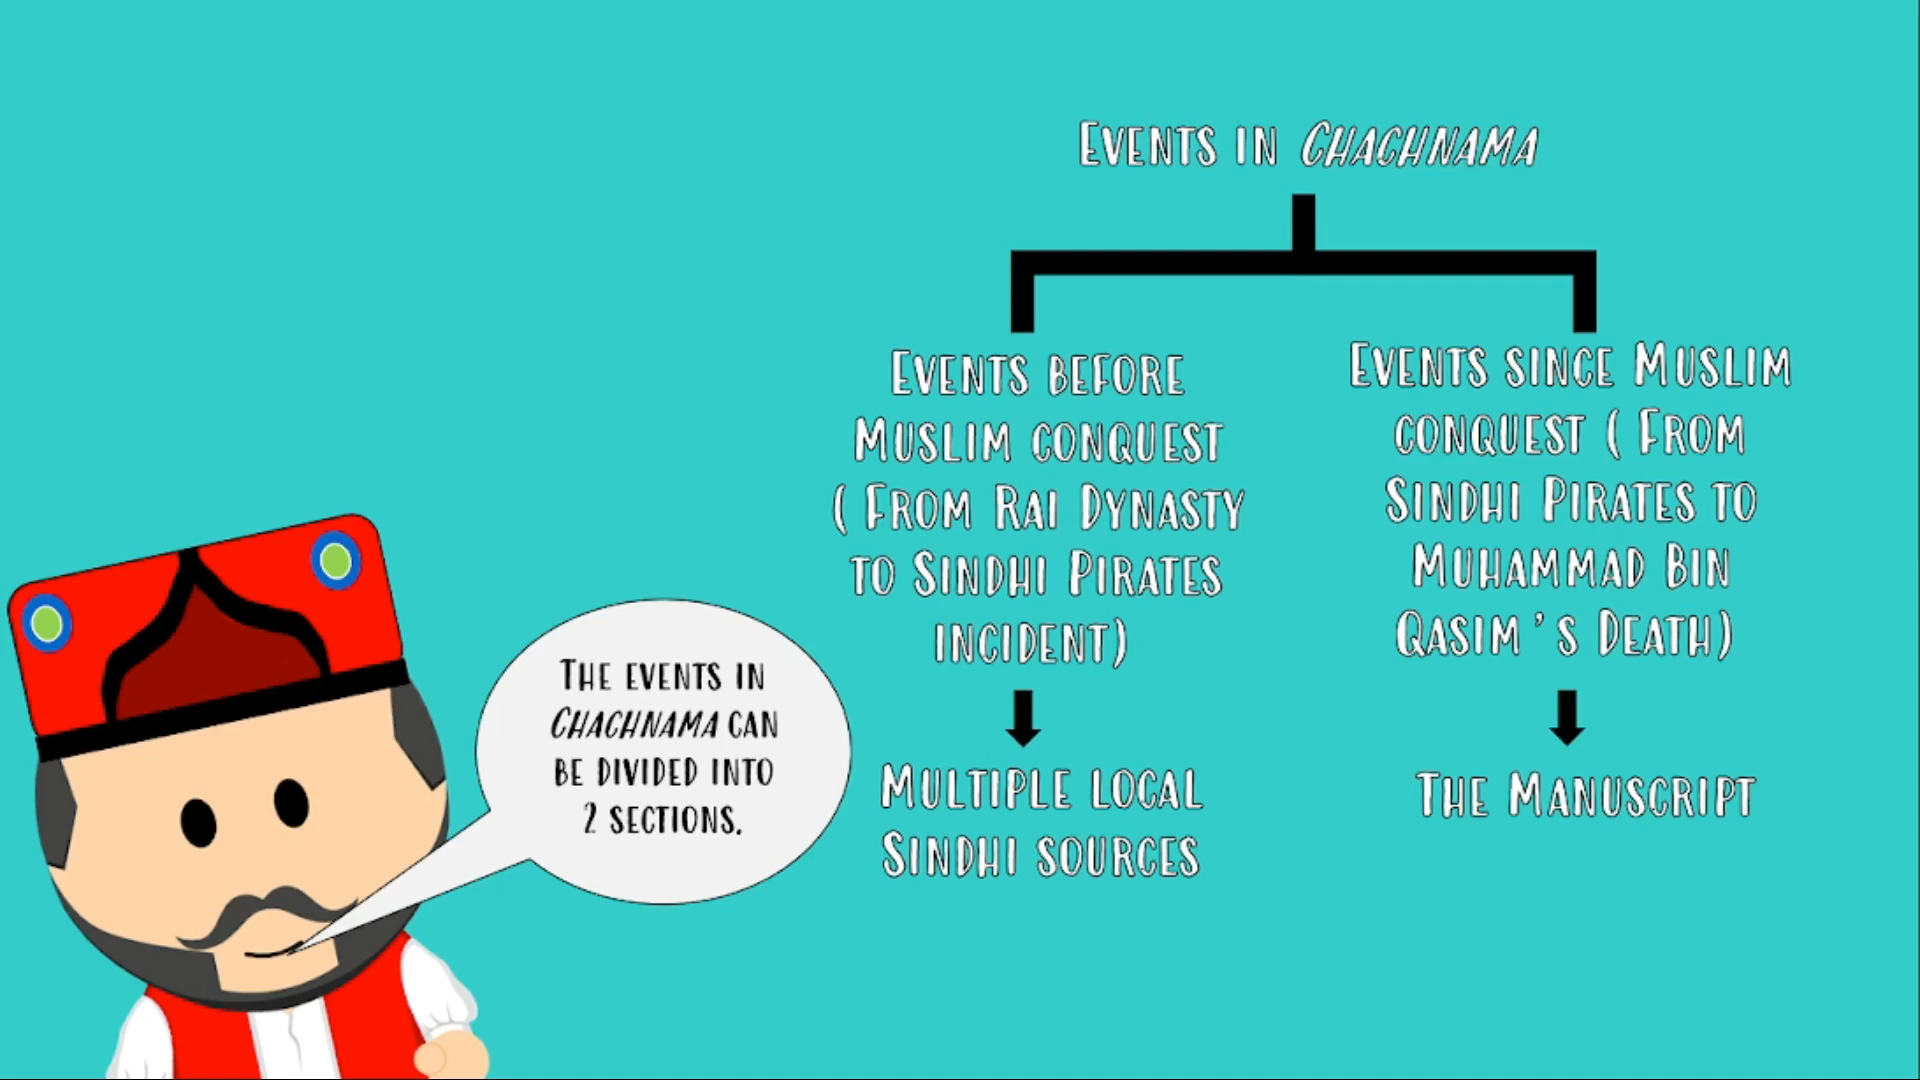 Events in Chachnama
Events before
Muslim conquest
( From Rai Dynasty
to Sindhi Pirates
incident)
Events since Muslim
conquest ( From
Sindhi Pirates to
Muhammad Bin
Qasim's Death)
Multiple local
Sindhi sources
The Manuscript
The events in
Chachnama can
be divided into
2 sections.